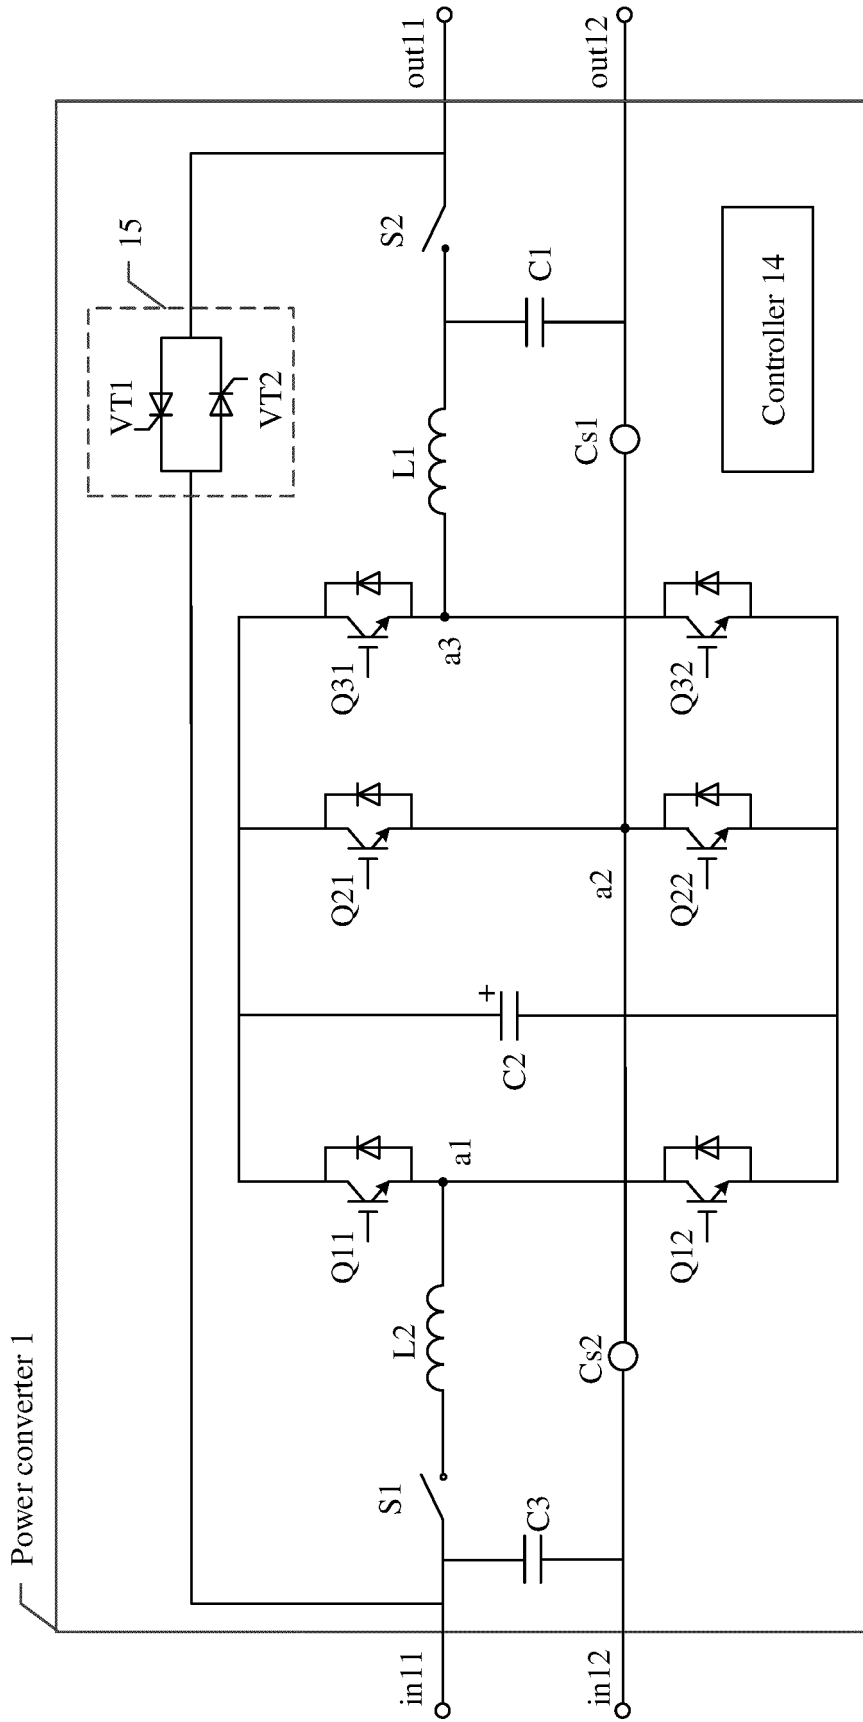 Power converter 1
15
VT1
VT2
Q11
Q21
Q31
S1
L2
a1
C2
+
a3
L1
S2
out11
in11
C3
C1
a2
Cs2
Cs1
out12
in12
Q12
Q22
Q32
Controller 14